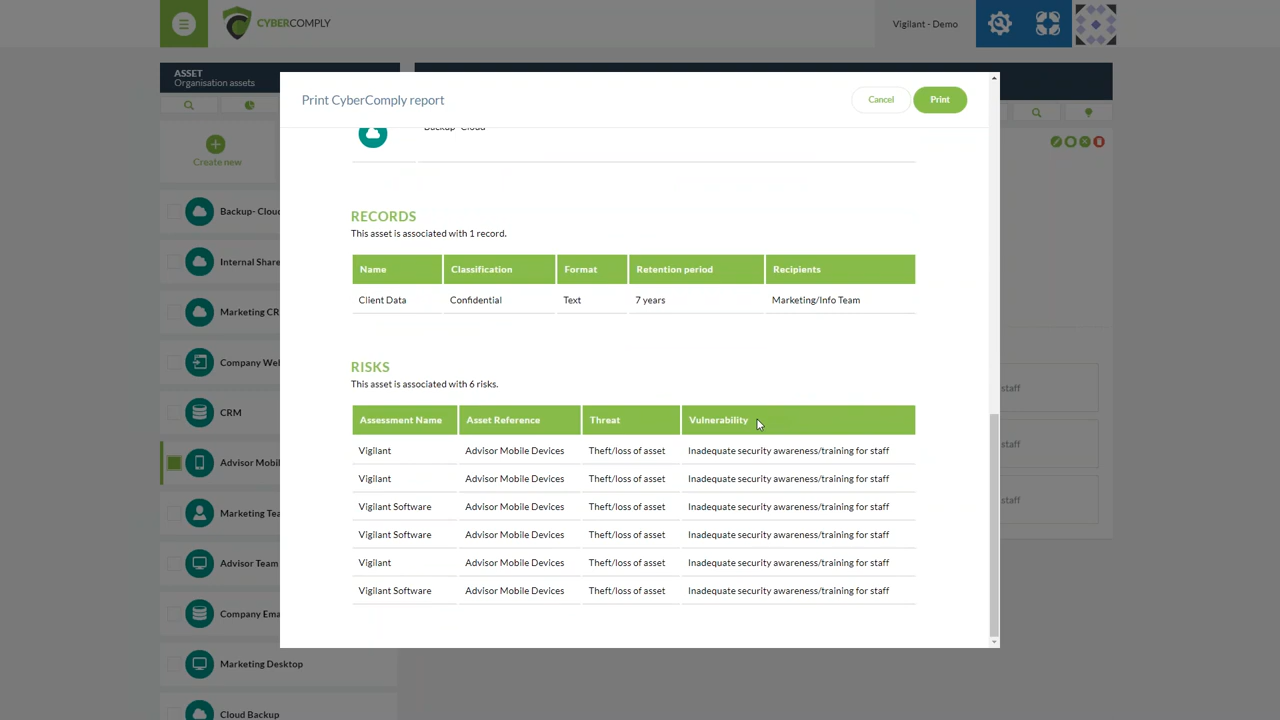 CYBERCOMPLY
Vigilant - Demo
ASSET
Organisation assets
Print CyberComply report
Cancel
Print
Create new
Backup- Cloud
RECORDS
This asset is associated with 1 record.
Name Classification Format Retention period Recipients
Client Data Confidential Text 7 years Marketing/Info Team
RISKS
This asset is associated with 6 risks.
Assessment Name Asset Reference Threat Vulnerability
Vigilant Advisor Mobile Devices Theft/loss of asset Inadequate security awareness/training for staff
Vigilant Advisor Mobile Devices Theft/loss of asset Inadequate security awareness/training for staff
Vigilant Software Advisor Mobile Devices Theft/loss of asset Inadequate security awareness/training for staff
Vigilant Software Advisor Mobile Devices Theft/loss of asset Inadequate security awareness/training for staff
Vigilant Advisor Mobile Devices Theft/loss of asset Inadequate security awareness/training for staff
Vigilant Software Advisor Mobile Devices Theft/loss of asset Inadequate security awareness/training for staff
Backup- Clou
Internal Share
Marketing CR
Company Wel
CRM
Advisor Mobil
Marketing Tea
Advisor Team
Company Ema
Marketing Desktop
Cloud Backup
staff
staff
staff